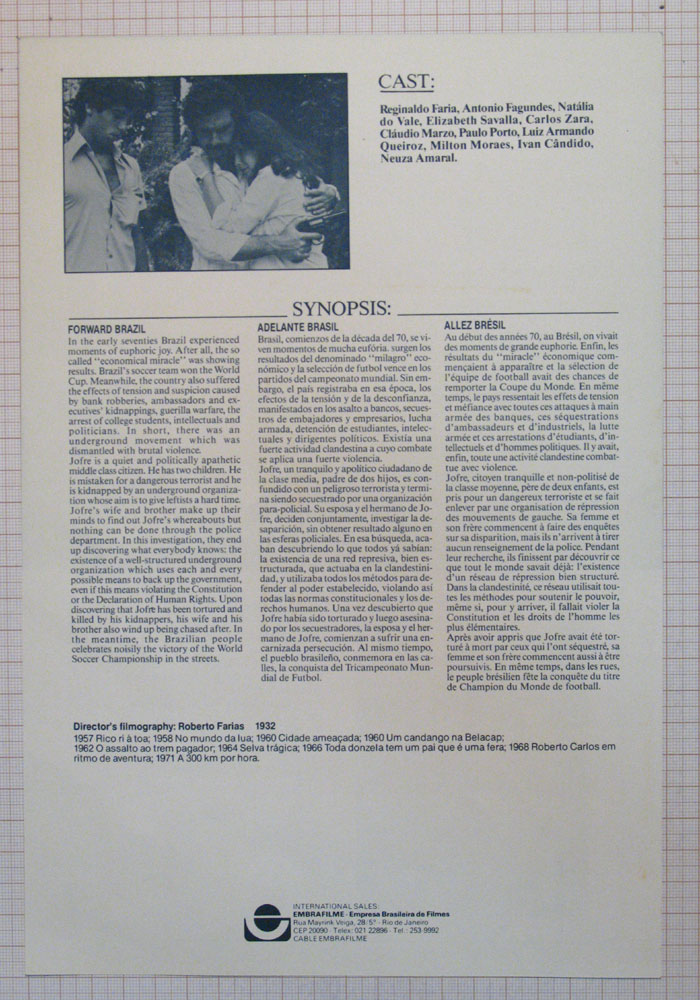 CAST:
Reginaldo Faria, Antonio Fagundes, Natália
do Vale, Elizabeth Savalla, Carlos Zara,
Cláudio Marzo, Paulo Porto, Luiz Armando
Queiroz, Milton Moraes, Ivan Cândido,
Neuza Amaral.
SYNOPSIS:
FORWARD BRAZIL
In the early seventies Brazil experienced
moments of euphoric joy. After all, the so
called "economical miracle" was showing
results. Brazil's soccer team won the World
Cup. Meanwhile, the country also suffered
the effects of tension and suspicion caused
by bank robberies, ambassadors and ex-
ecutives' kidnappings, guerilla warfare, the
arrest of college students, intellectuals and
politicians. In short, there was an
underground movement which was
dismantled with brutal violence.
Jofre is a quiet and politically apathetic
middle class citizen. He has two children. He
is mistaken for a dangerous terrorist and he
is kidnapped by an underground organiza-
tion whose aim is to give leftists a hard time.
Jofre's wife and brother make up their
minds to find out Jofre's whereabouts but
nothing can be done through the police
department. In this investigation, they end
up discovering what everybody knows: the
existence of a well-structured underground
organization which uses each and every
possible means to back up the government,
even if this means violating the Constitution
or the Declaration of Human Rights. Upon
discovering that Jofre has been tortured and
killed by his kidnappers, his wife and his
brother also wind up being chased after. In
the meantime, the Brazilian people
celebrates noisily the victory of the World
Soccer Championship in the streets.
ADELANTE BRASIL
Brasil, comienzos de la década del 70, se vi-
ven momentos de mucha eufória. surgen los
resultados del denominado "milagro" eco-
nómico y la selección de futbol vence en los
partidos del campeonato mundial. Sin em-
bargo, el país registraba en esa época, los
efectos de la tensión y de la desconfianza,
manifestados en los asalto a bancos, secues-
tros de embajadores y empresarios, lucha
armada, detención de estudiantes, intelec-
tuales y dirigentes políticos. Existía una
fuerte actividad clandestina a cuyo combate
se aplica una fuerte violencia.
Jofre, un tranquilo y apolítico ciudadano de
la clase media, padre de dos hijos, es con-
fundido con un peligroso terrorista y termi-
na siendo secuestrado por una organización
para-policial. Su esposa y el hermano de Jo-
fre, deciden conjuntamente, investigar la de-
saparición, sin obtener resultado alguno en
las esferas policiales. En esa búsqueda, aca-
ban descubriendo lo que todos yá sabían:
la existencia de una red represiva, bien es-
tructurada, que actuaba en la clandestini-
dad, y utilizaba todos los métodos para de-
fender al poder establecido, violando así
todas las normas constitucionales y los de-
rechos humanos. Una vez descubierto que
Jofre había sido torturado y luego asesina-
do por los secuestradores, la esposa y el her-
mano de Jofre, comienzan a sufrir una en-
carnizada persecución. Al mismo tiempo,
el pueblo brasileño, conmemora en las ca-
lles, la conquista del Tricampeonato Mun-
dial de Futbol.
ALLEZ BRÉSIL
Au début des années 70, au Brésil, on vivait
des moments de grande euphorie. Enfin, les
résultats du "miracle" économique com-
mençaient à apparaître et la sélection de
l'équipe de football avait des chances de
remporter la Coupe du Monde. En même
temps, le pays ressentait les effets de tension
et méfiance avec toutes ces attaques à main
armée des banques, ces séquestrations
d'ambassadeurs et d'industriels, la lutte
armée et ces arrestations d'étudiants, d'in-
tellectuels et d'hommes politiques. Il y avait,
enfin, toute une activité clandestine combat-
tue avec violence.
Jofre, citoyen tranquille et non-politisé de
la classe moyenne, père de deux enfants, est
pris pour un dangereux terroriste et se fait
enlever par une organisation de répression
des mouvements de gauche. Sa femme et
son frère commencent à faire des enquêtes
sur sa disparition, mais ils n'arrivent à tirer
aucun renseignement de la police. Pendant
leur recherche, ils finissent par découvrir ce
que tout le monde savait déjà: l'existence
d'un réseau de répression bien structuré.
Dans la clandestinité, ce réseau utilisait tou-
tes les méthodes pour soutenir le pouvoir,
même si, pour y arriver, il fallait violer la
Constitution et les droits de l'homme les
plus élémentaires.
Après avoir appris que Jofre avait été tor-
turé à mort par ceux qui l'ont séquestré, sa
femme et son frère commencent aussi à être
poursuivis. En même temps, dans les rues,
le peuple brésilien fête la conquête du titre
de Champion du Monde de football.
Director's filmography: Roberto Farias 1932
1957 Rico ri à toa; 1958 No mundo da lua; 1960 Cidade ameaçada; 1960 Um candango na Belacap;
1962 O assalto ao trem pagador; 1964 Selva trágica; 1966 Toda donzela tem um pai que é uma fera; 1968 Roberto Carlos em
ritmo de aventura; 1971 A 300 km por hora.
INTERNATIONAL SALES:
EMBRAFILME - Empresa Brasileira de Filmes
Rua Mayrink Veiga, 28/5º - Rio de Janeiro
CEP 20090 - Telex: 021 22896 - Tel.: 253-9992
CABLE EMBRAFILME